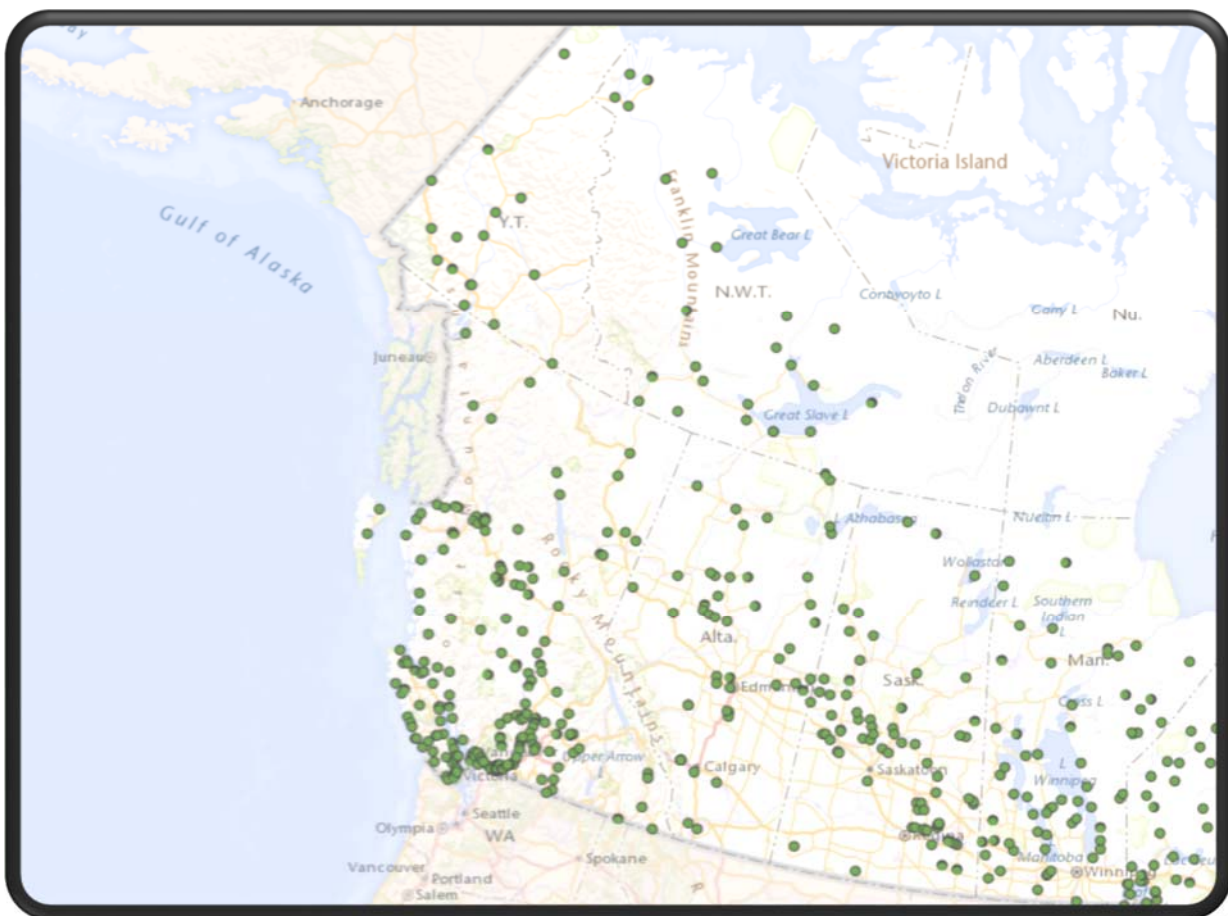 ay
Anchorage
Victoria Island
Gulf of Alaska
Y.T.
Franklin Mountains
Great Bear L
N.W.T.
Contwoyto L
Garry L
Nu.
Juneau
Aberdeen L
Baker L
Thelon River
Dubawnt L
Great Slave L
L Athabasca
Nueltin L
Rocky Mountains
Wollaston
Reindeer L
Southern
Indian
L
Alta.
Man.
Edmonton
Sask.
Cross L
Upper Arrow
L
Calgary
Saskatoon
L
Winnipeg
Victoria
Seattle
Olympia
WA
Regina
Spokane
Manitoba
Winnipeg
Vancouver
Portland
Salem
R